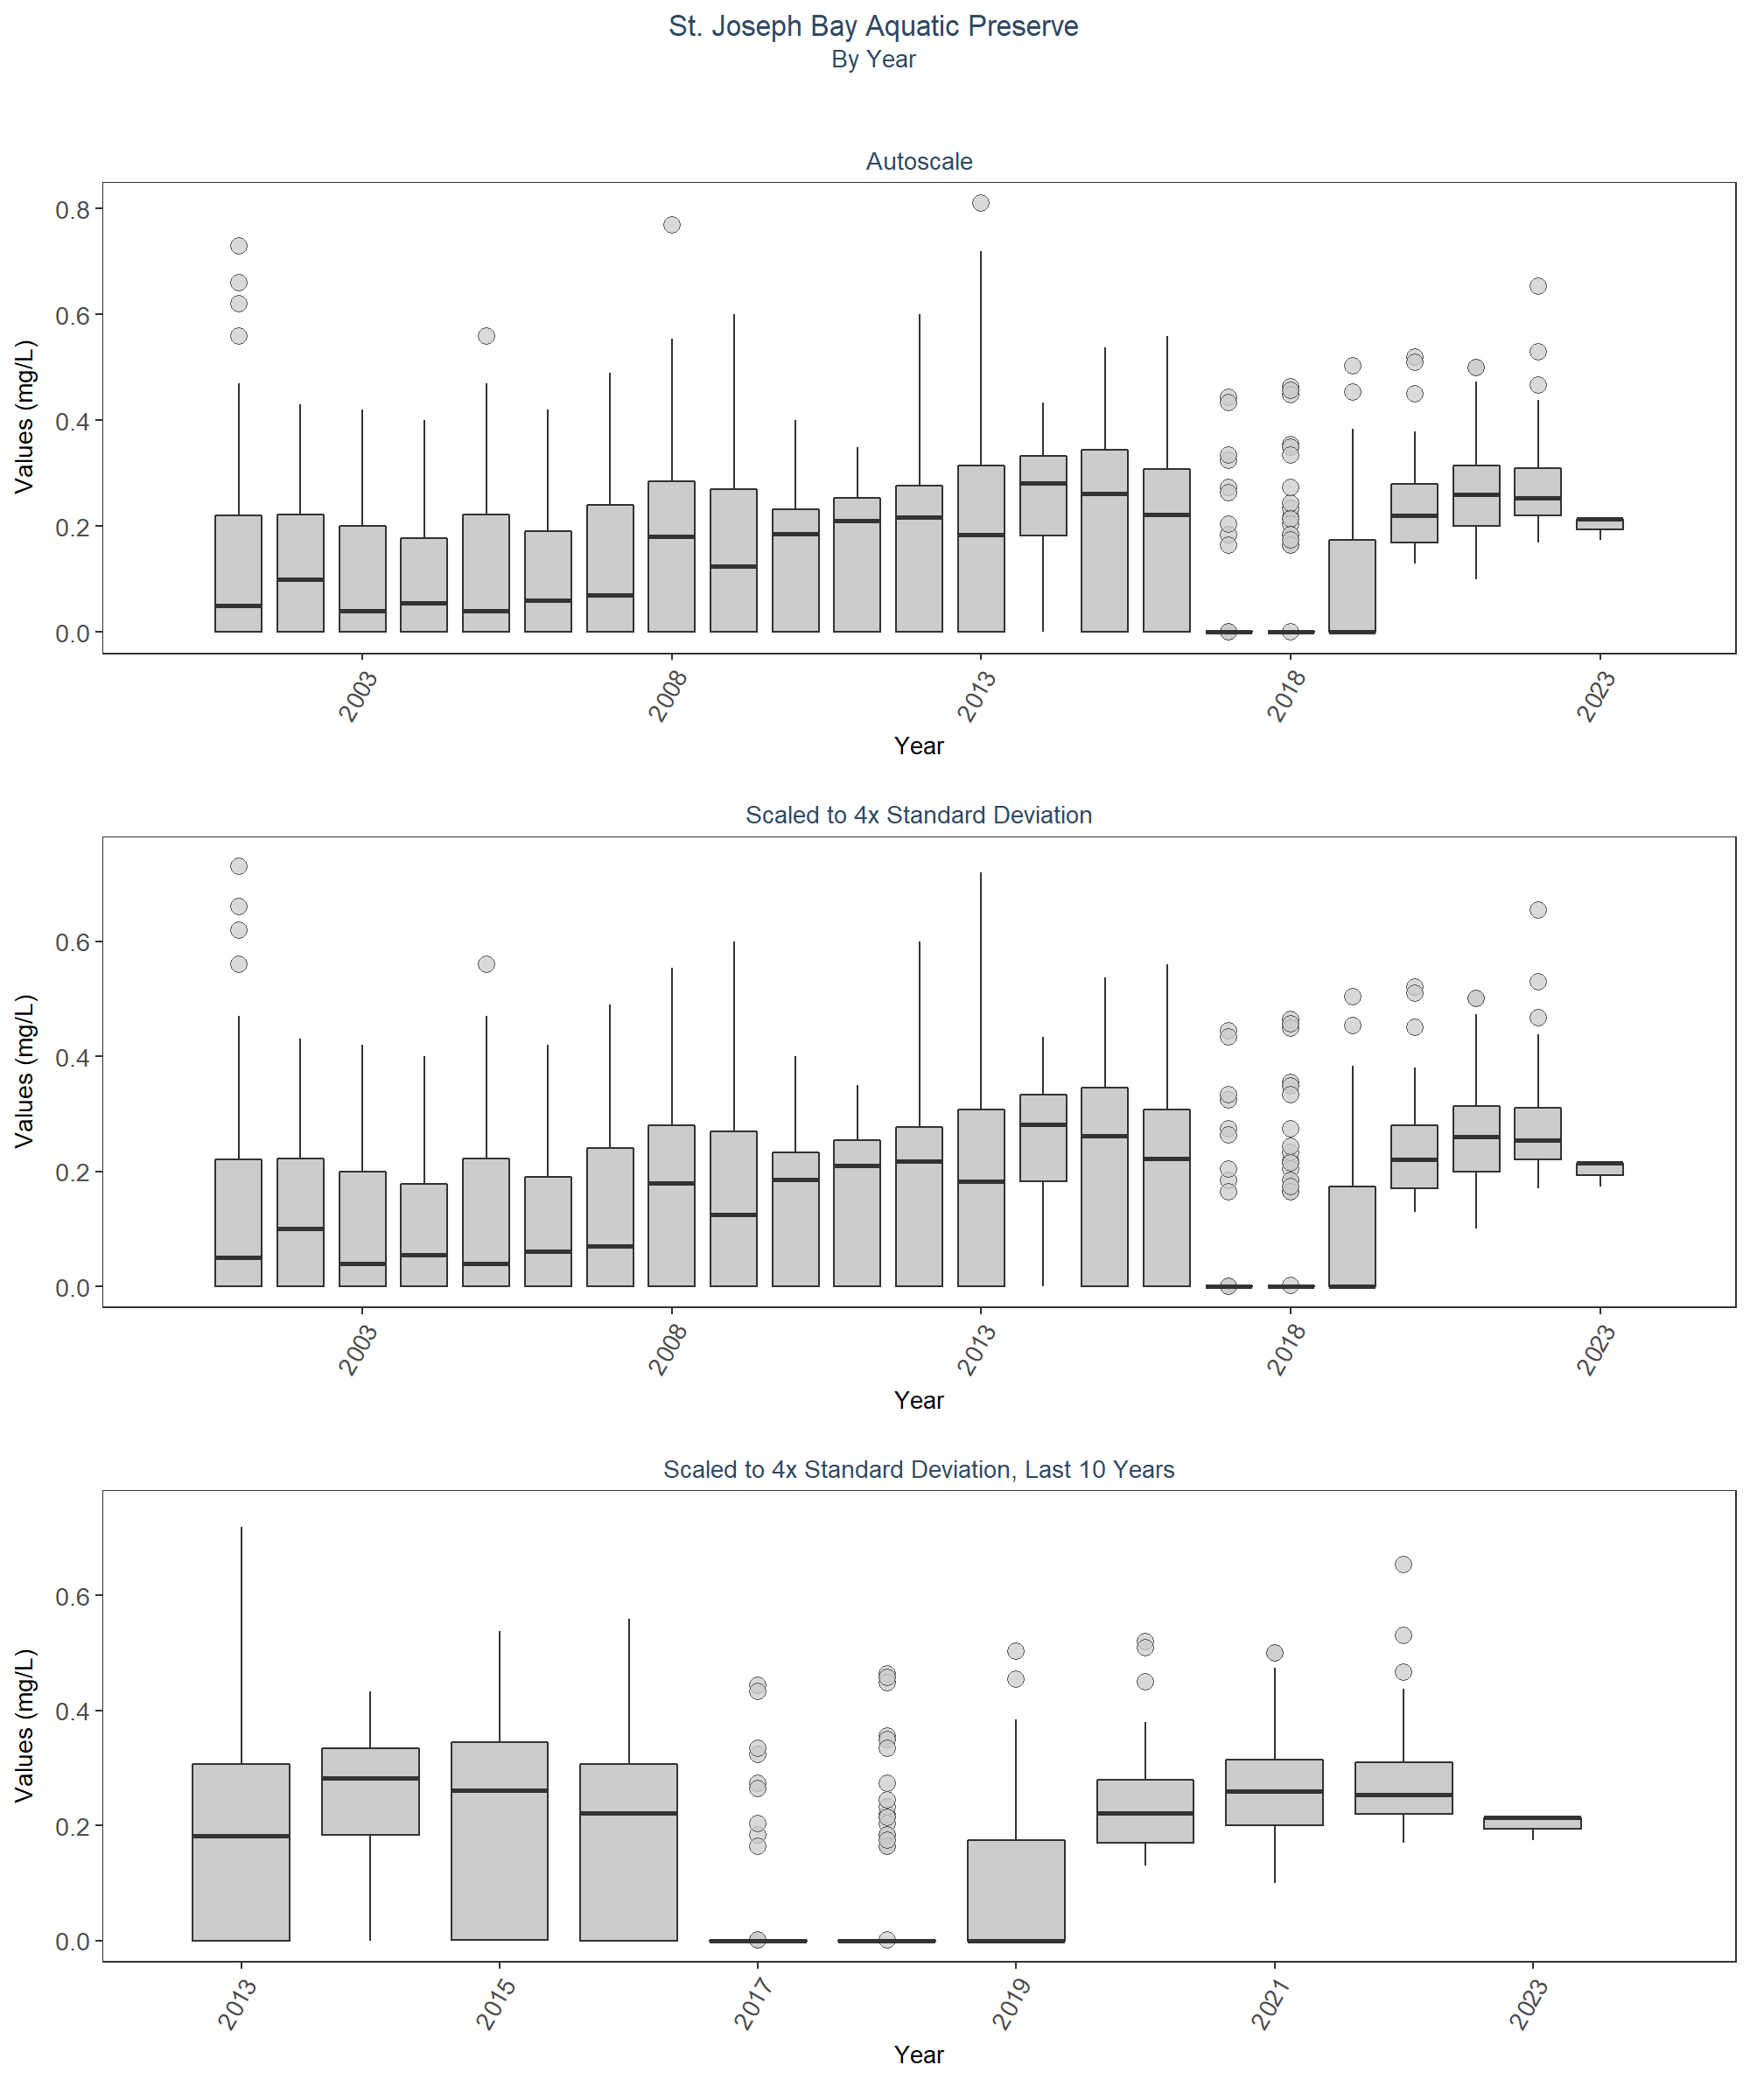 St. Joseph Bay Aquatic Preserve
By Year
Autoscale
Values (mg/L)
0.8
0.6
0.4
0.2
0.0
2003 2008 2013 2018 2023
Year
Scaled to 4x Standard Deviation
Values (mg/L)
0.6
0.4
0.2
0.0
2003 2008 2013 2018 2023
Year
Scaled to 4x Standard Deviation, Last 10 Years
Values (mg/L)
0.6
0.4
0.2
0.0
2013 2015 2017 2019 2021 2023
Year